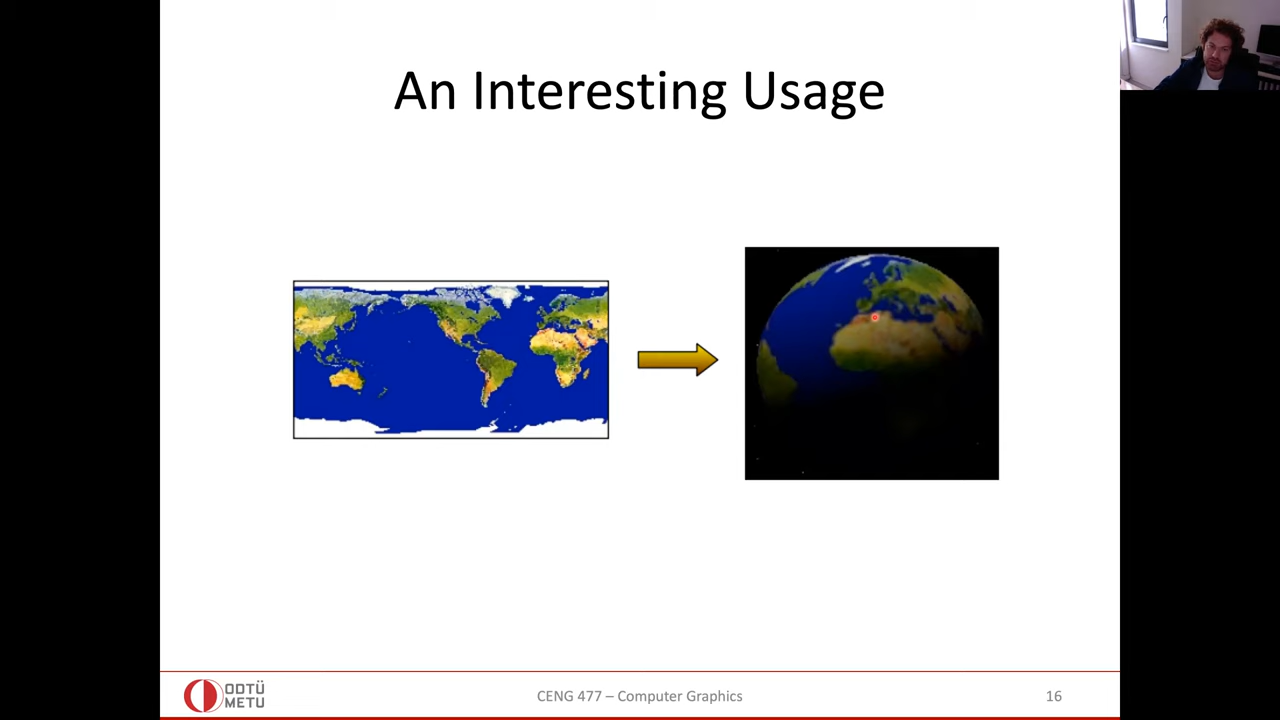 An Interesting Usage
ODTÜ
METU
CENG 477 – Computer Graphics
16